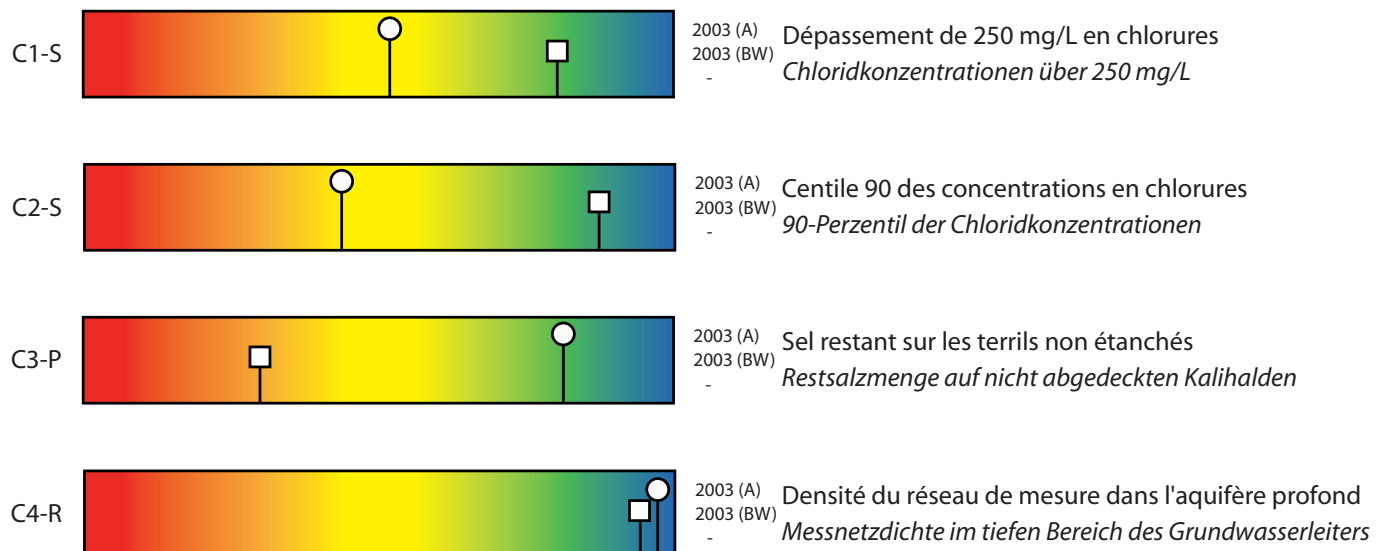 C1-S
2003 (A)
2003 (BW)
-
Dépassement de 250 mg/L en chlorures
Chloridkonzentrationen über 250 mg/L
C2-S
2003 (A)
2003 (BW)
-
Centile 90 des concentrations en chlorures
90-Perzentil der Chloridkonzentrationen
C3-P
2003 (A)
2003 (BW)
-
Sel restant sur les terrils non étanchés
Restsalzmenge auf nicht abgedeckten Kalihalden
C4-R
2003 (A)
2003 (BW)
-
Densité du réseau de mesure dans l'aquifère profond
Messnetzdichte im tiefen Bereich des Grundwasserleiters